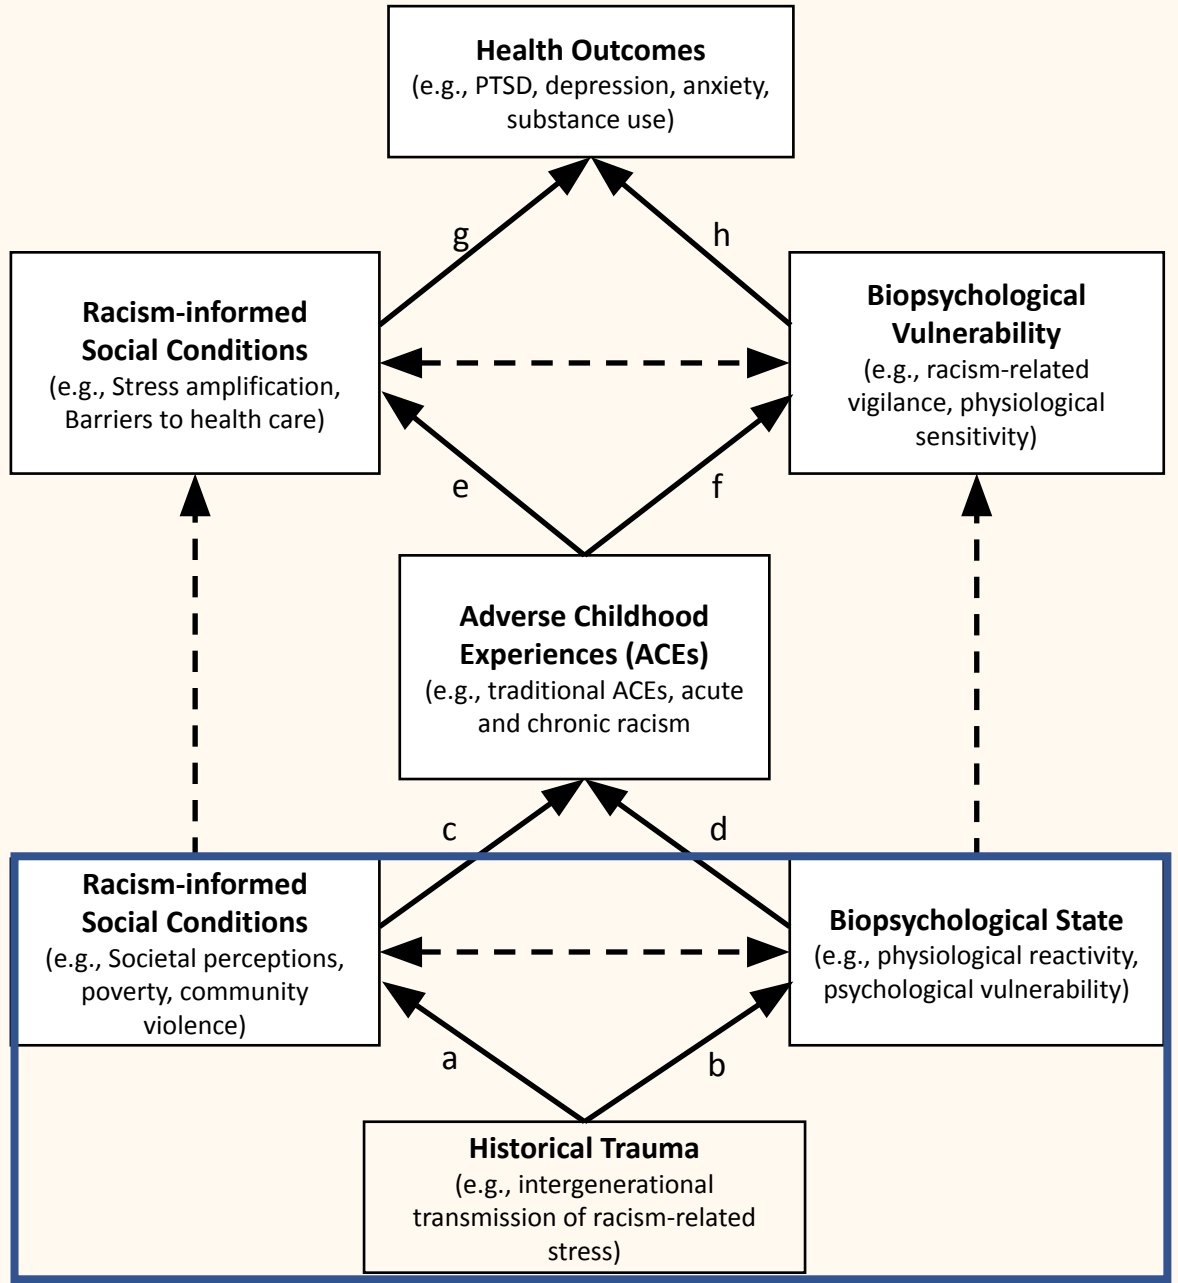 Health Outcomes
(e.g., PTSD, depression, anxiety,
substance use)
g
h
Racism-informed
Social Conditions
(e.g., Stress amplification,
Barriers to health care)
Biopsychological
Vulnerability
(e.g., racism-related
vigilance, physiological
sensitivity)
e
f
Adverse Childhood
Experiences (ACEs)
(e.g., traditional ACEs, acute
and chronic racism
c
d
Racism-informed
Social Conditions
(e.g., Societal perceptions,
poverty, community
violence)
Biopsychological State
(e.g., physiological reactivity,
psychological vulnerability)
a
b
Historical Trauma
(e.g., intergenerational
transmission of racism-related
stress)